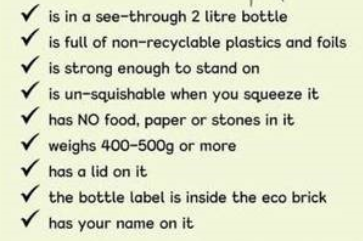 ✓ is in a see-through 2 litre bottle
✓ is full of non-recyclable plastics and foils
✓ is strong enough to stand on
✓ is un-squishable when you squeeze it
✓ has NO food, paper or stones in it
✓ weighs 400-500g or more
✓ has a lid on it
✓ the bottle label is inside the eco brick
✓ has your name on it